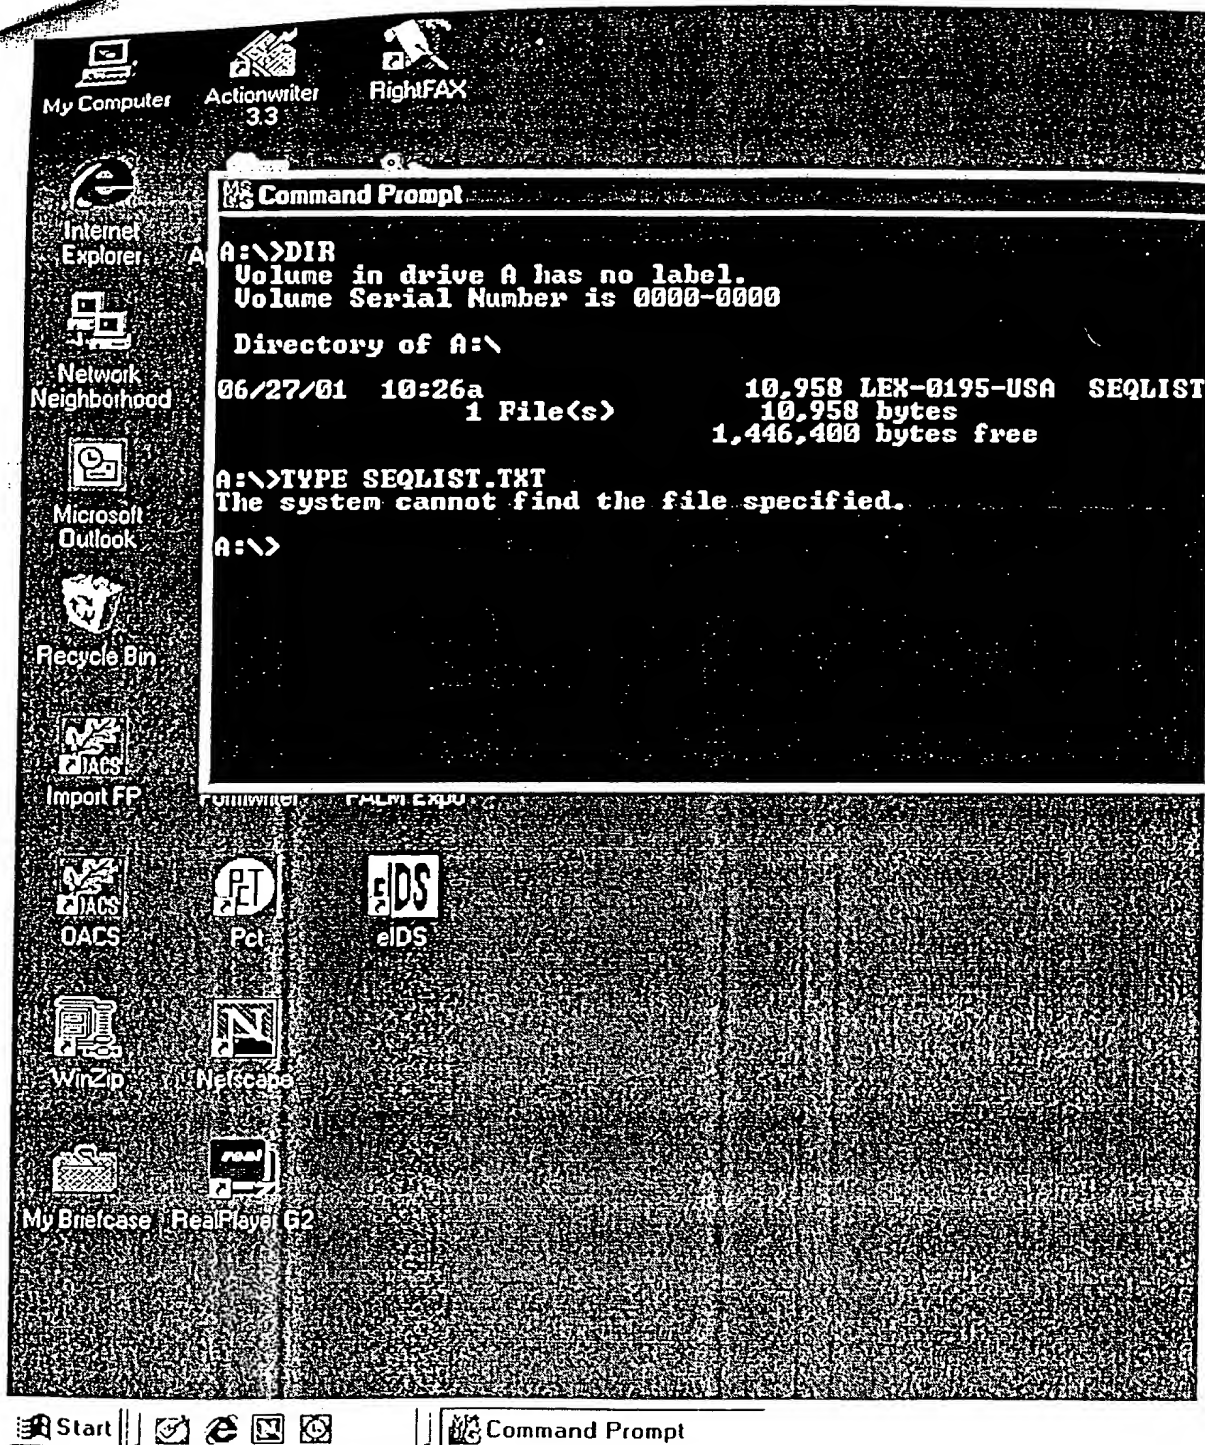 My Computer
Actionwriter
3.3
RightFAX
Internet
Explorer
Command Prompt
A:\>DIR
Volume in drive A has no label.
Volume Serial Number is 0000-0000
Directory of A:\
06/27/01 10:26a 10,958 LEX-0195-USA SEQLIST
1 File(s) 10,958 bytes
1,446,400 bytes free
A:\>TYPE SEQLIST.TXT
The system cannot find the file specified.
A:\>
Network
Neighborhood
Microsoft
Outlook
Recycle Bin
OACS
Import FP
OACS
OACS
PCT
Pct
eIDS
eIDS
WinZip
N
Netscape
My Briefcase
real
RealPlayer G2
Start
N
Command Prompt